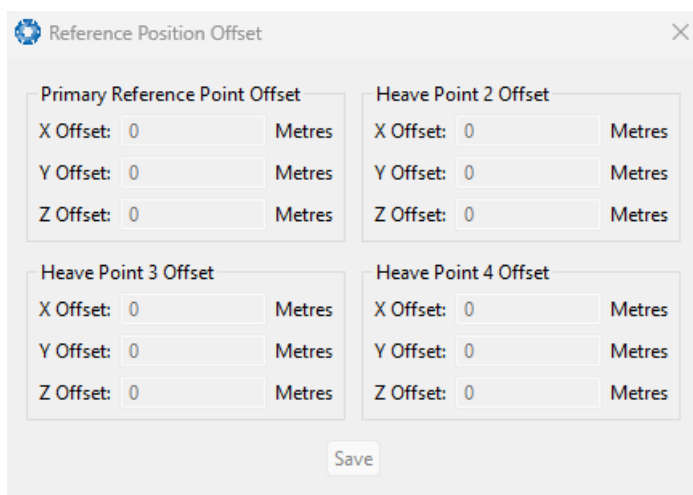 Reference Position Offset
Primary Reference Point Offset
X Offset: 0 Metres
Y Offset: 0 Metres
Z Offset: 0 Metres
Heave Point 2 Offset
X Offset: 0 Metres
Y Offset: 0 Metres
Z Offset: 0 Metres
Heave Point 3 Offset
X Offset: 0 Metres
Y Offset: 0 Metres
Z Offset: 0 Metres
Heave Point 4 Offset
X Offset: 0 Metres
Y Offset: 0 Metres
Z Offset: 0 Metres
Save